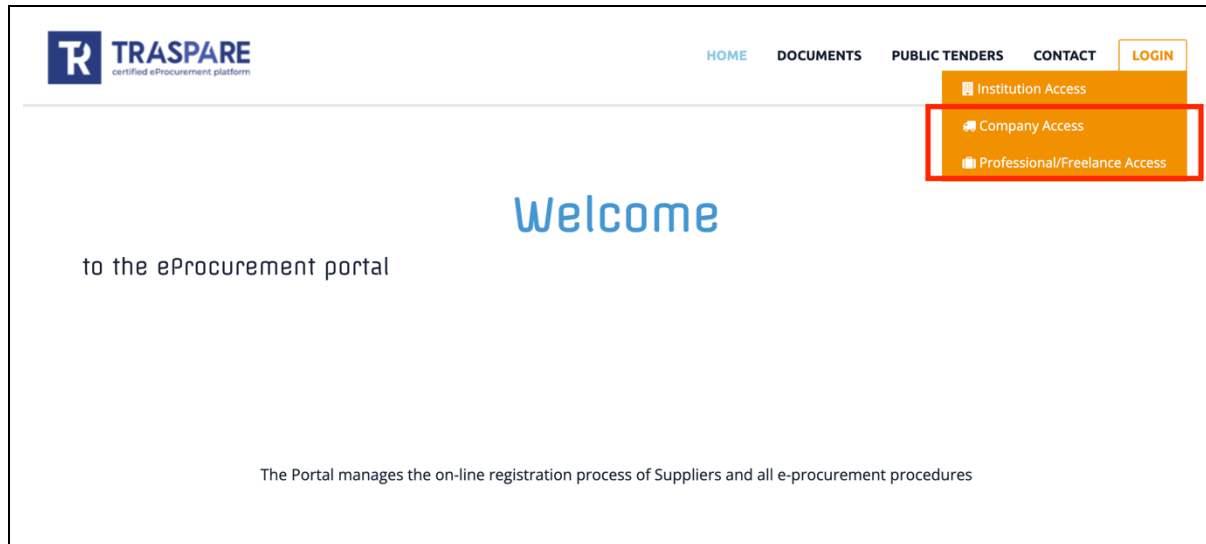 TRASPARE
certified eProcurement platform
HOME DOCUMENTS PUBLIC TENDERS CONTACT LOGIN
Institution Access
Company Access
Professional/Freelance Access
Welcome
to the eProcurement portal
The Portal manages the on-line registration process of Suppliers and all e-procurement procedures